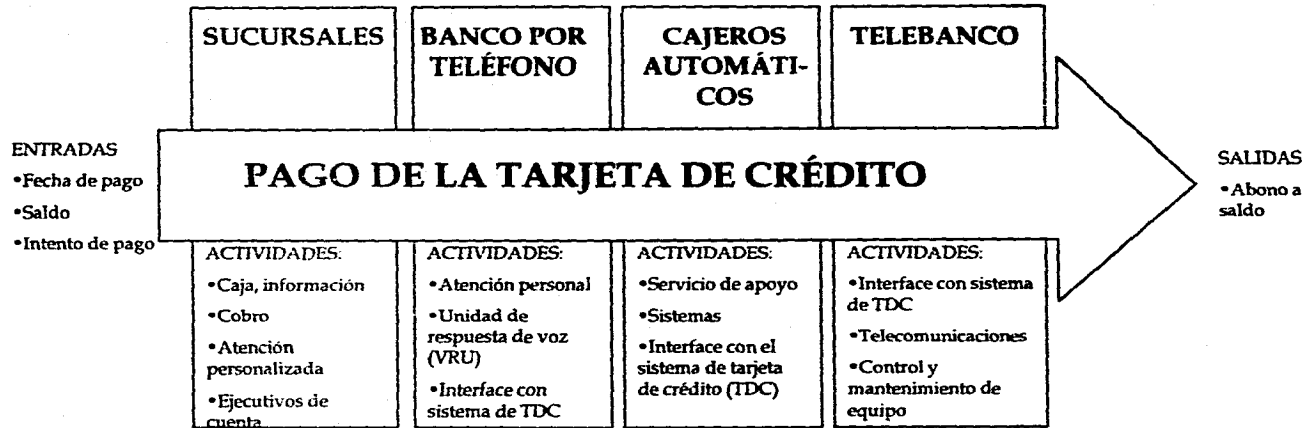 SUCURSALES
BANCO POR
TELÉFONO
CAJEROS
AUTOMÁTI-
COS
TELEBANCO
ENTRADAS
•Fecha de pago
•Saldo
•Intento de pago
PAGO DE LA TARJETA DE CRÉDITO
SALIDAS
•Abono a
saldo
ACTIVIDADES:
•Caja, información
•Cobro
•Atención
personalizada
•Ejecutivos de
cuenta
ACTIVIDADES:
•Atención personal
•Unidad de
respuesta de voz
(VRU)
•Interface con
sistema de TDC
ACTIVIDADES:
•Servicio de apoyo
•Sistemas
•Interface con el
sistema de tarjeta
de crédito (TDC)
ACTIVIDADES:
•Interface con sistema
de TDC
•Telecomunicaciones
•Control y
mantenimiento de
equipo